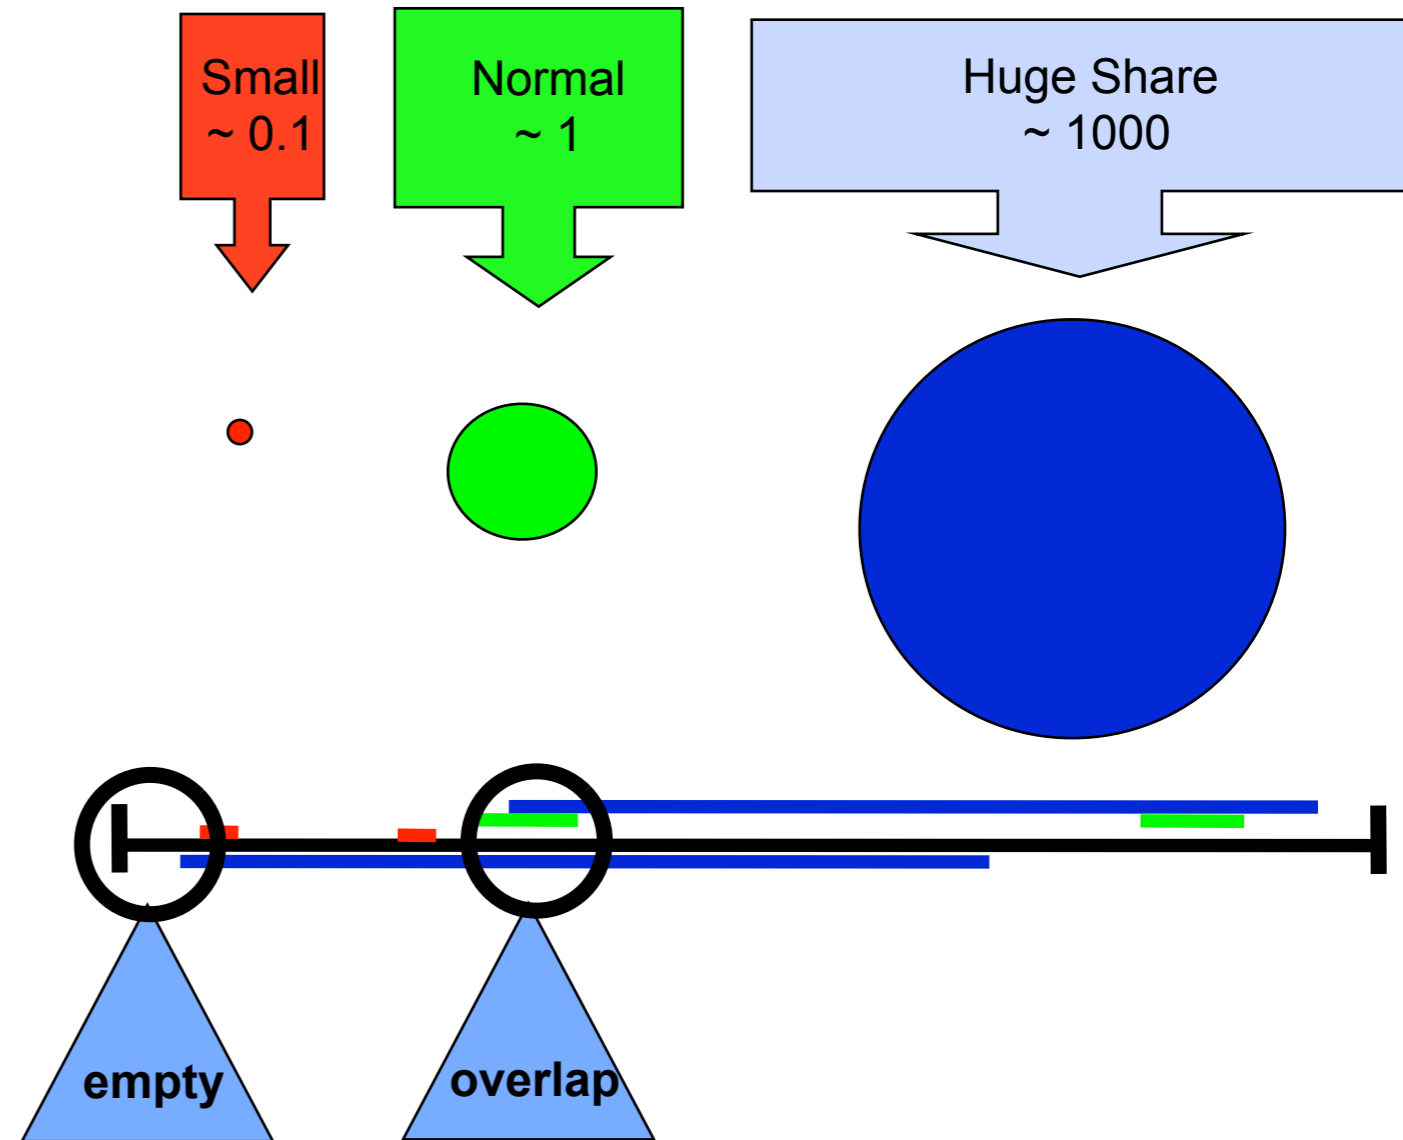 Small
~ 0.1
Normal
~ 1
Huge Share
~ 1000
empty
overlap